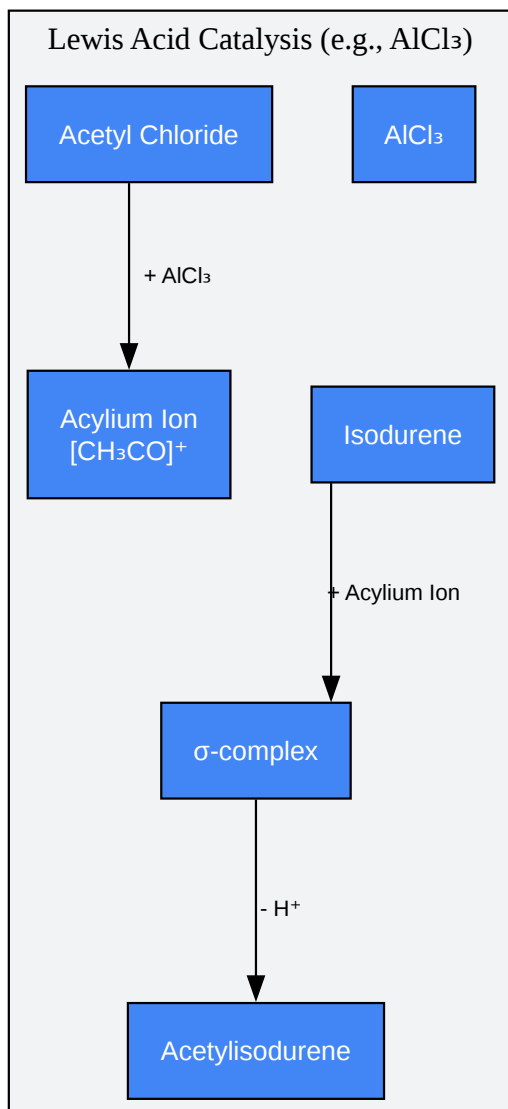 Lewis Acid Catalysis (e.g., AlCl₃)
Acetyl Chloride
AlCl₃
+ AlCl₃
Acylium Ion
[CH₃CO]⁺
Isodurene
+ Acylium Ion
σ-complex
- H⁺
Acetylisodurene